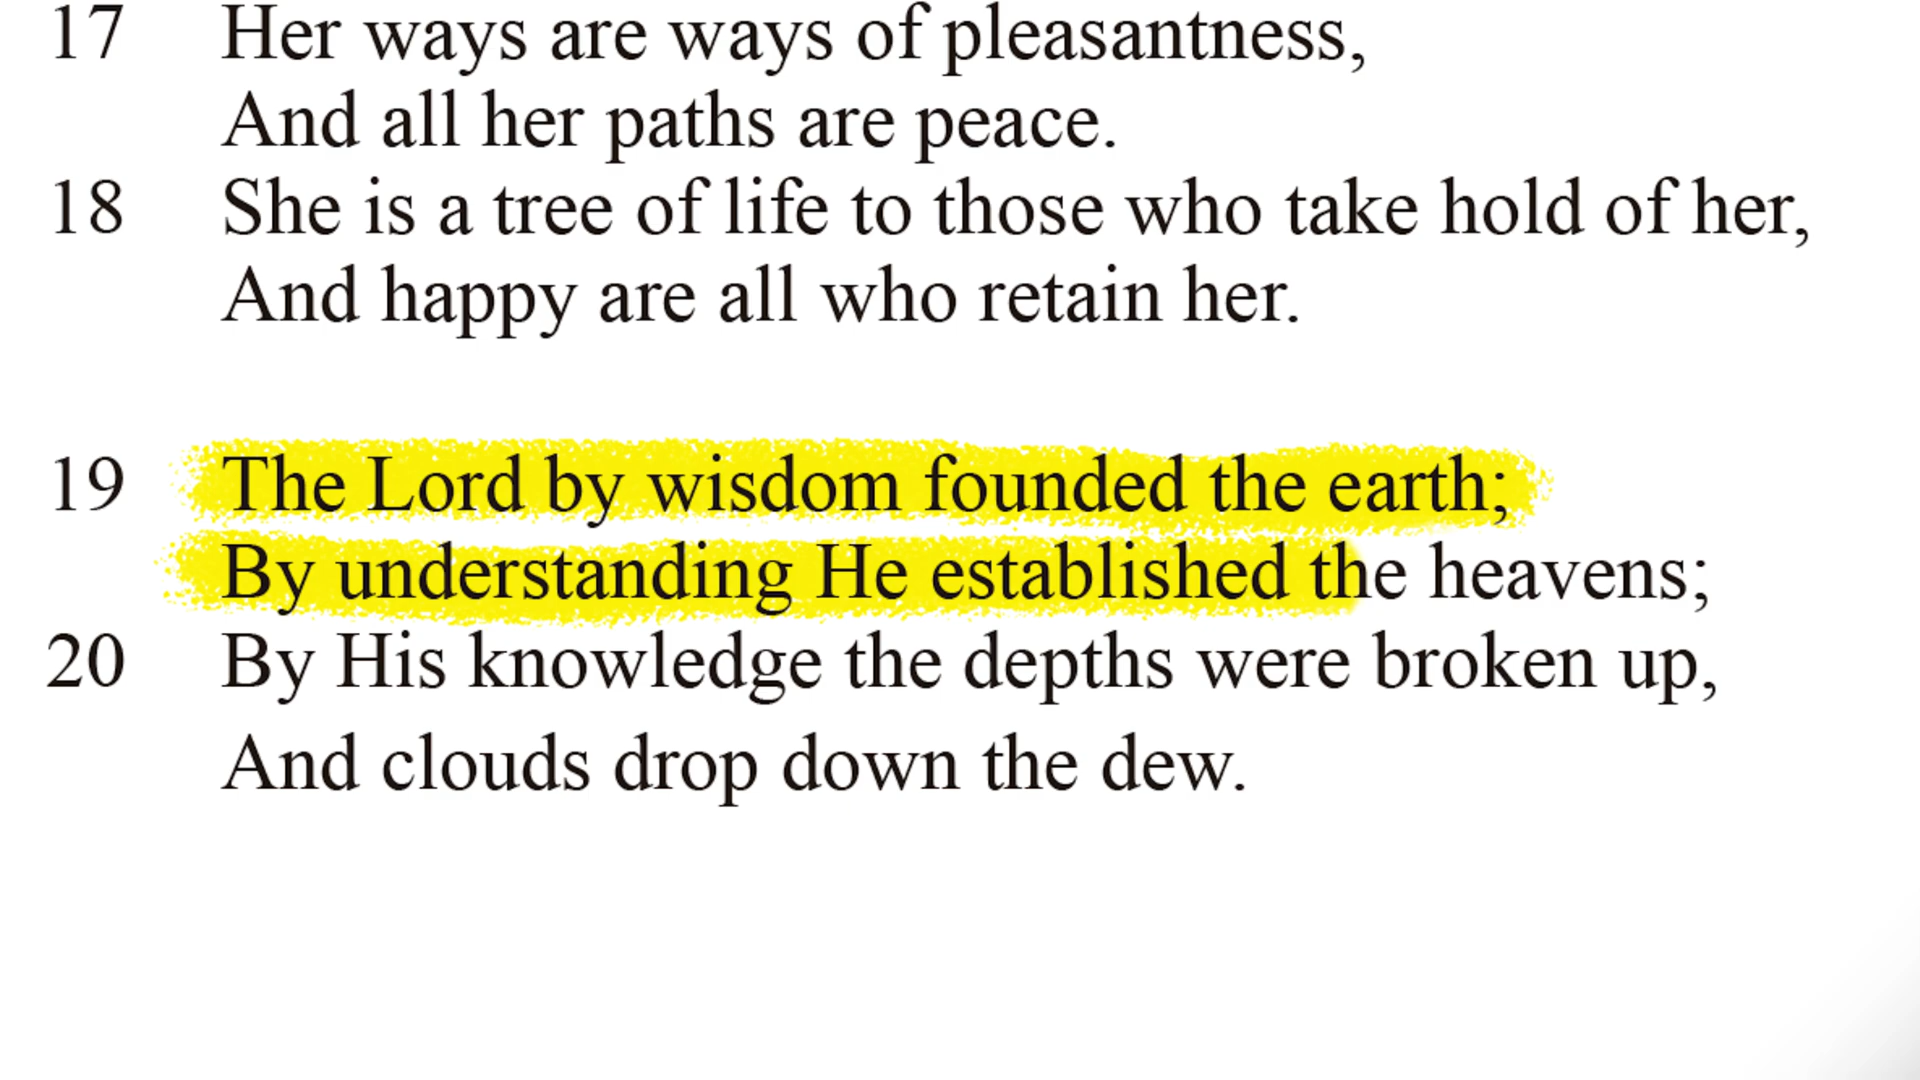 17 Her ways are ways of pleasantness,
And all her paths are peace.
18 She is a tree of life to those who take hold of her,
And happy are all who retain her.
19 The Lord by wisdom founded the earth;
By understanding He established the heavens;
20 By His knowledge the depths were broken up,
And clouds drop down the dew.